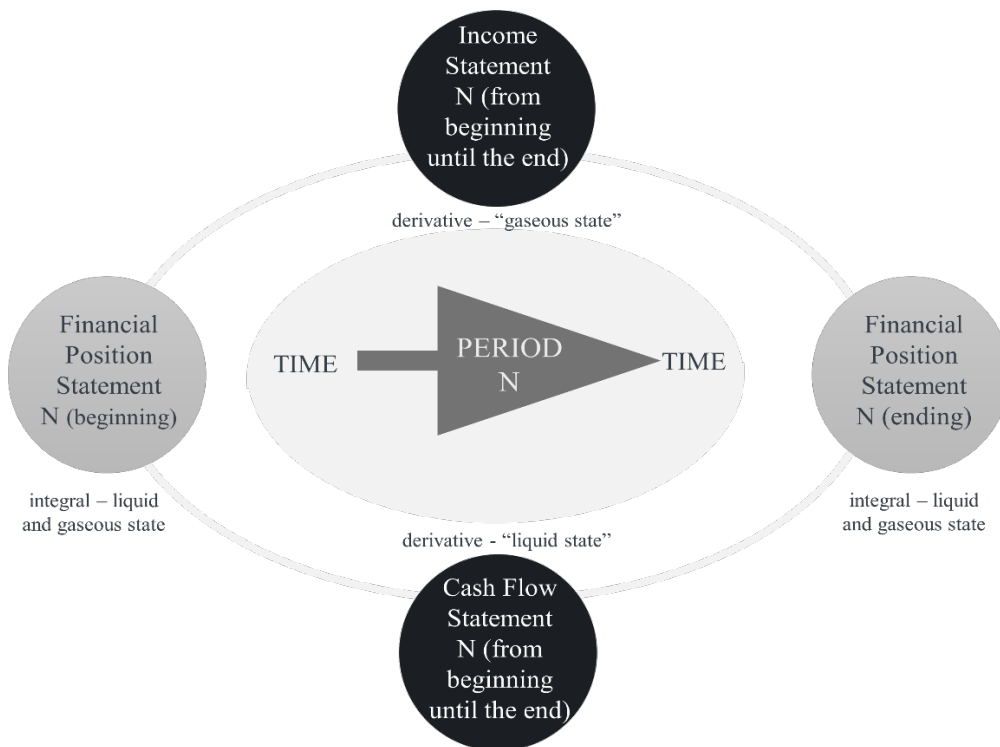 Income
Statement
N (from
beginning
until the end)
derivative – “gaseous state”
Financial
Position
Statement
N (beginning)
integral – liquid
and gaseous state
TIME
PERIOD
N
TIME
Financial
Position
Statement
N (ending)
integral – liquid
and gaseous state
derivative - “liquid state”
Cash Flow
Statement
N (from
beginning
until the end)